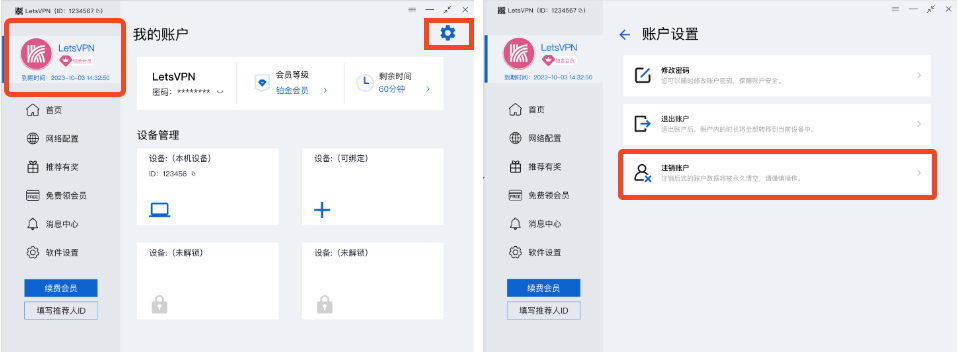 LetsVPN (ID: 1234567)
LetsVPN
铂金会员
到期时间: 2023-10-03 14:32:50
首页
网络配置
推荐有奖
FREE
免费领会员
消息中心
软件设置
续费会员
填写推荐人ID
我的账户
LetsVPN
密码: ********
会员等级
铂金会员
剩余时间
60分钟
设备管理
设备:（本机设备）
ID: 123456
设备:（可绑定）
设备:（未解锁）
设备:（未解锁）
LetsVPN (ID: 1234567)
LetsVPN
铂金会员
到期时间: 2023-10-03 14:32:50
首页
网络配置
推荐有奖
FREE
免费领会员
消息中心
软件设置
续费会员
填写推荐人ID
账户设置
修改密码
您可以随时修改账户密码，保障账户安全。
退出账户
退出账户后，账户内的时长将全部转移到当前设备中。
注销账户
注销后您的账户数据将被永久清空，请谨慎操作。